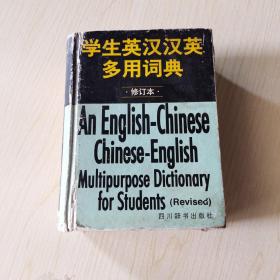 学生英汉汉英
多用词典
·修订本·
An English-Chinese
Chinese-English
Multipurpose Dictionary
for Students (Revised)
四川辞书出版社